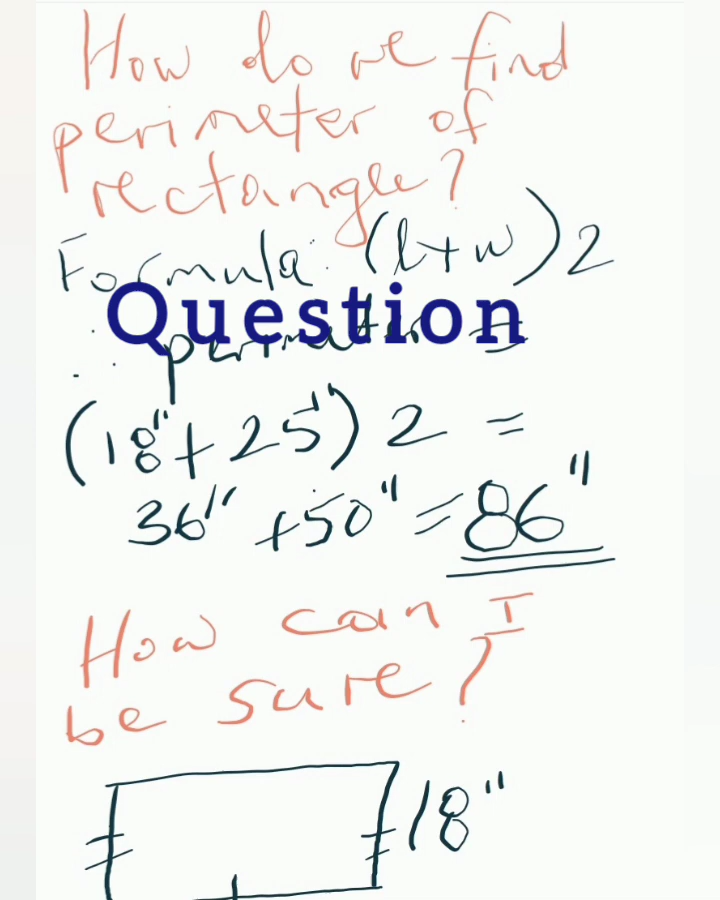 How do we find
perimeter of
rectangle?
Formula: (l+w)2
Question
∴ perimeter =
(18"+25")2 =
36"+50"=86"
How can I
be sure?
18"